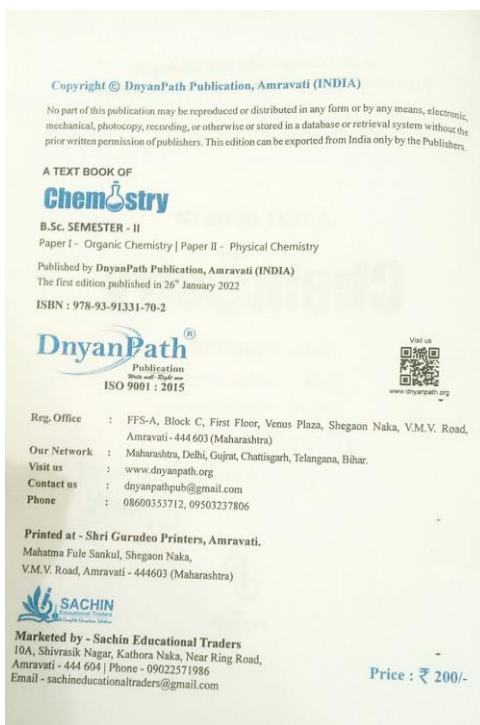 Copyright © DnyanPath Publication, Amravati (INDIA)
No part of this publication may be reproduced or distributed in any form or by any means, electronic,
mechanical, photocopy, recording, or otherwise or stored in a database or retrieval system without the
prior written permission of publishers. This edition can be exported from India only by the Publishers.
A TEXT BOOK OF
Chemistry
B.Sc. SEMESTER - II
Paper I - Organic Chemistry | Paper II - Physical Chemistry
Published by DnyanPath Publication, Amravati (INDIA)
The first edition published in 26th January 2022
ISBN : 978-93-91331-70-2
DnyanPath ®
Publication
Write well - Right now
ISO 9001 : 2015
Visit us
www.dnyanpath.org
Reg. Office : FFS-A, Block C, First Floor, Venus Plaza, Shegaon Naka, V.M.V. Road,
Amravati - 444 603 (Maharashtra)
Our Network : Maharashtra, Delhi, Gujrat, Chattisgarh, Telangana, Bihar.
Visit us : www.dnyanpath.org
Contact us : dnyanpathpub@gmail.com
Phone : 08600353712, 09503237806
Printed at - Shri Gurudeo Printers, Amravati.
Mahatma Fule Sankul, Shegaon Naka,
V.M.V. Road, Amravati - 444603 (Maharashtra)
SACHIN
Educational Traders
A Complete Education Solution
Marketed by - Sachin Educational Traders
10A, Shivrasik Nagar, Kathora Naka, Near Ring Road,
Amravati - 444 604 | Phone - 09022571986
Email - sachineducationaltraders@gmail.com
Price : ₹ 200/-